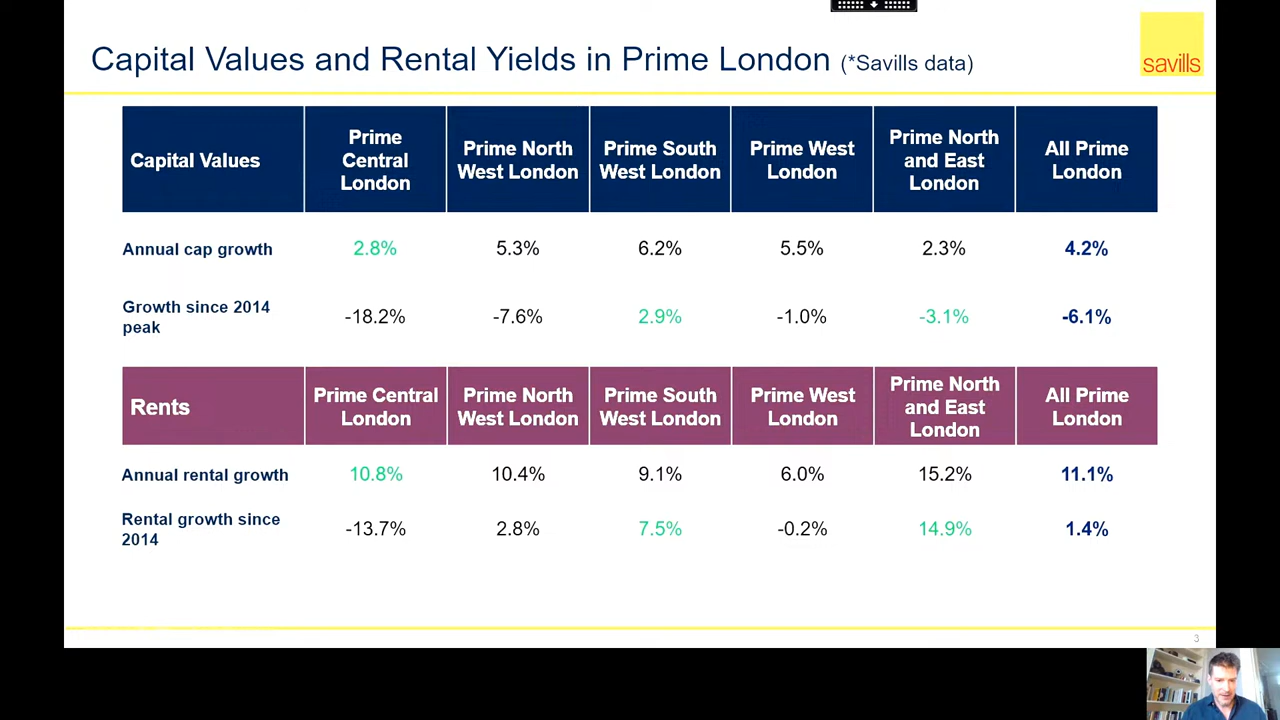 Capital Values and Rental Yields in Prime London (*Savills data)
savills
Capital Values
Prime
Central
London
Prime North
West London
Prime South
West London
Prime West
London
Prime North
and East
London
All Prime
London
Annual cap growth
2.8%
5.3%
6.2%
5.5%
2.3%
4.2%
Growth since 2014
peak
-18.2%
-7.6%
2.9%
-1.0%
-3.1%
-6.1%
Rents
Prime Central
London
Prime North
West London
Prime South
West London
Prime West
London
Prime North
and East
London
All Prime
London
Annual rental growth
10.8%
10.4%
9.1%
6.0%
15.2%
11.1%
Rental growth since
2014
-13.7%
2.8%
7.5%
-0.2%
14.9%
1.4%
3